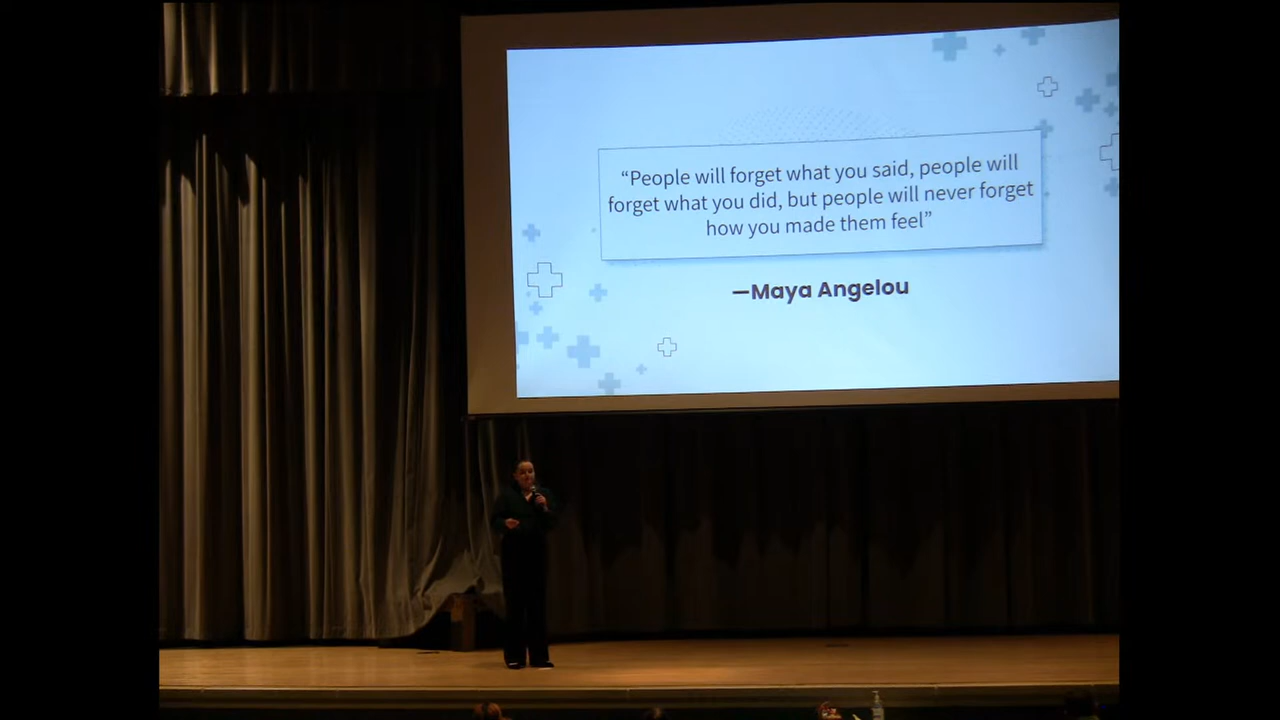 “People will forget what you said, people will
forget what you did, but people will never forget
how you made them feel”
—Maya Angelou